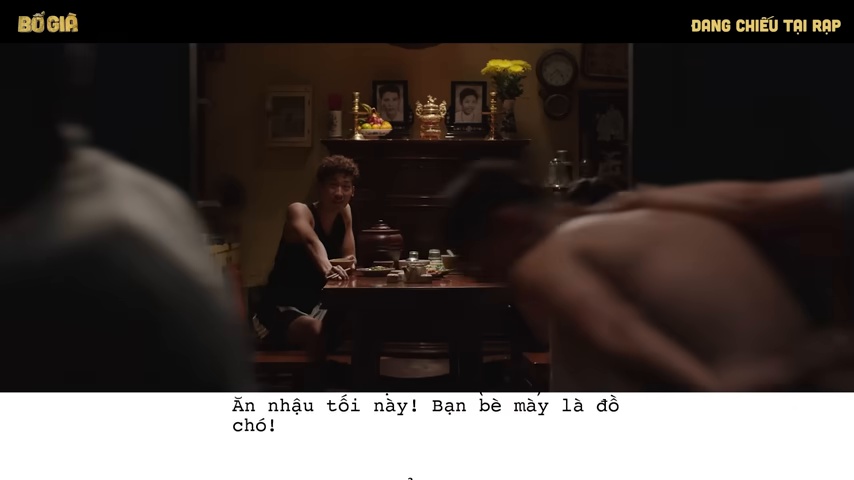 BỐ GIÀ
ĐANG CHIẾU TẠI RẠP
Ăn nhậu tối này! Bạn bè mày là đồ
chó!